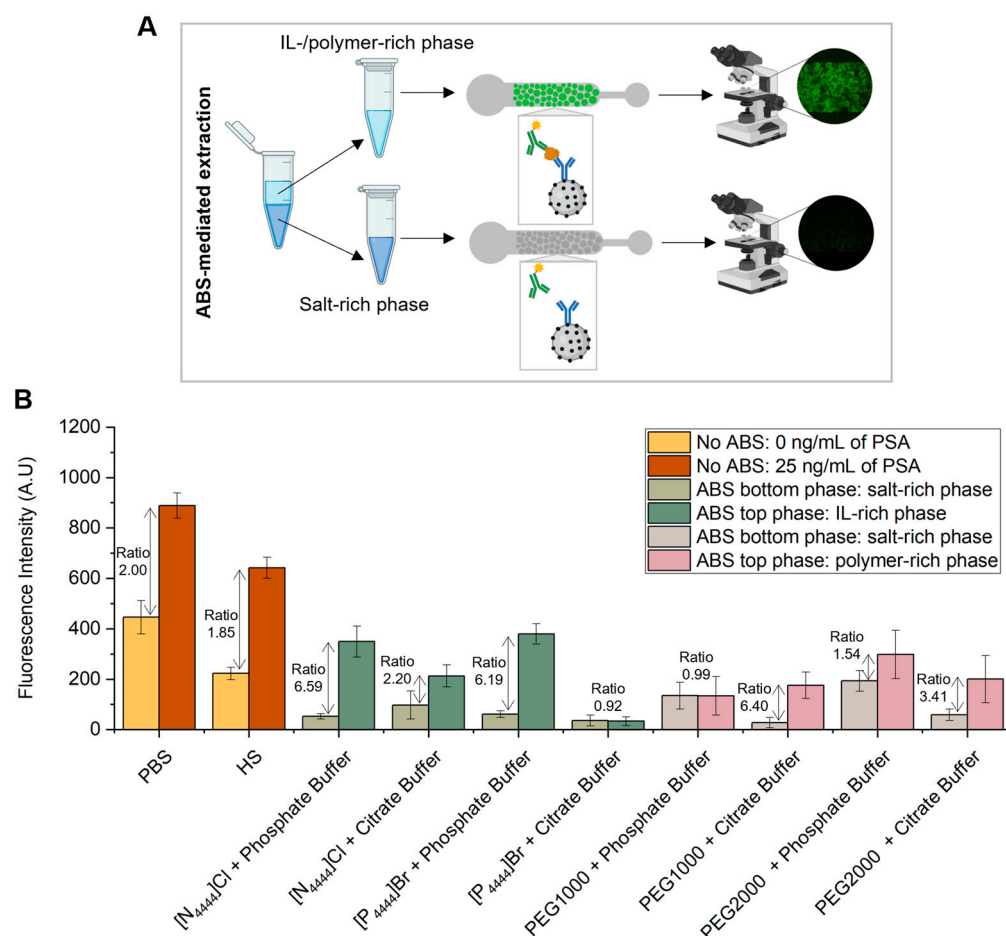 A
ABS-mediated extraction
IL-/polymer-rich phase
Salt-rich phase
B
Fluorescence Intensity (A.U)
1200
1000
800
600
400
200
0
No ABS: 0 ng/mL of PSA
No ABS: 25 ng/mL of PSA
ABS bottom phase: salt-rich phase
ABS top phase: IL-rich phase
ABS bottom phase: salt-rich phase
ABS top phase: polymer-rich phase
Ratio
2.00
Ratio
1.85
Ratio
6.59
Ratio
2.20
Ratio
6.19
Ratio
0.92
Ratio
0.99
Ratio
6.40
Ratio
1.54
Ratio
3.41
PBS
HS
[N4444]Cl + Phosphate Buffer
[N4444]Cl + Citrate Buffer
[P4444]Br + Phosphate Buffer
[P4444]Br + Citrate Buffer
PEG1000 + Phosphate Buffer
PEG1000 + Citrate Buffer
PEG2000 + Phosphate Buffer
PEG2000 + Citrate Buffer